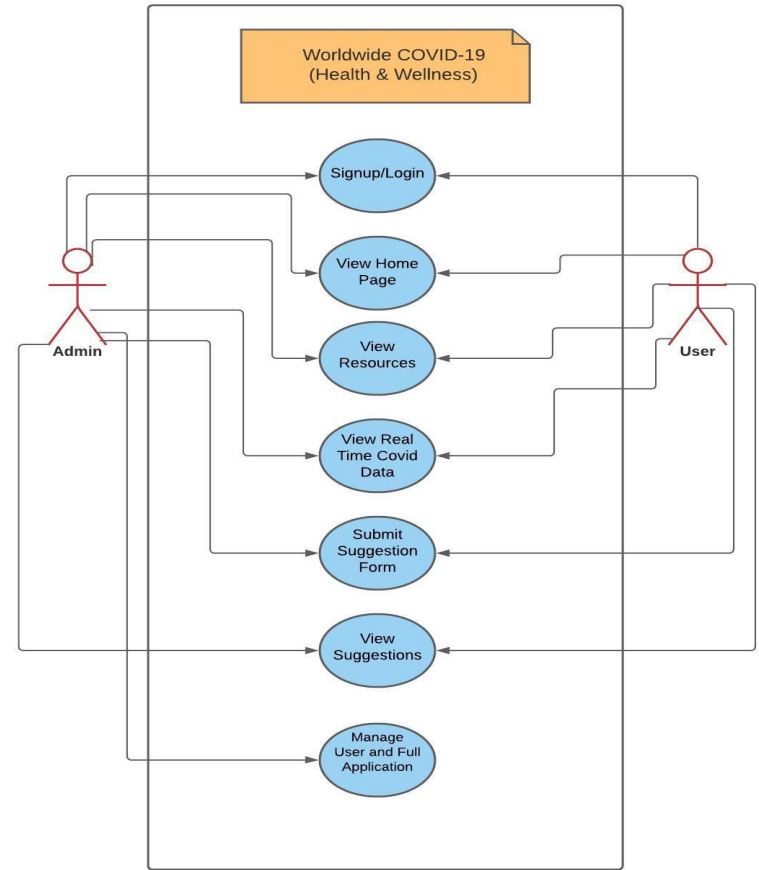 Worldwide COVID-19
(Health & Wellness)
Signup/Login
View Home
Page
View
Resources
Admin
User
View Real
Time Covid
Data
Submit
Suggestion
Form
View
Suggestions
Manage
User and Full
Application